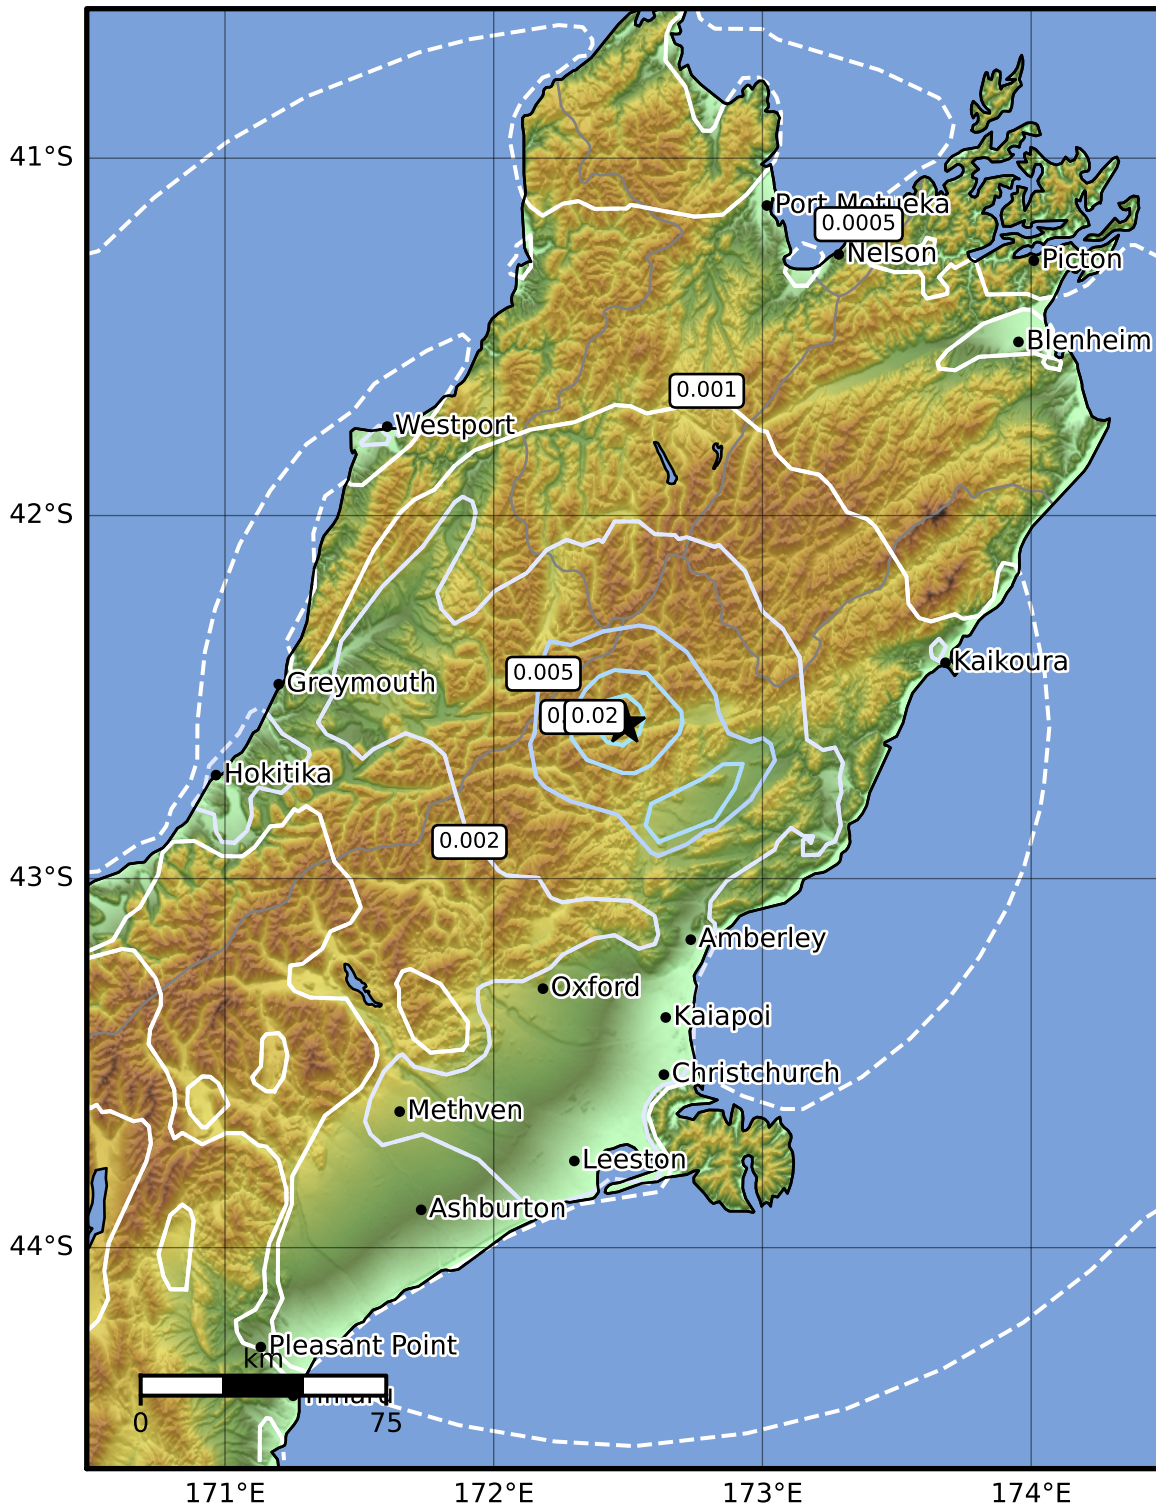 41°S
Port Motueka
0.0005
Nelson
Picton
Blenheim
0.001
Westport
42°S
Kaikoura
0.005
Greymouth
0.02
Hokitika
0.002
43°S
Amberley
Oxford
Kaiapoi
Christchurch
Methven
Leeston
Ashburton
44°S
Pleasant Point
km
0
75
171°E
172°E
173°E
174°E